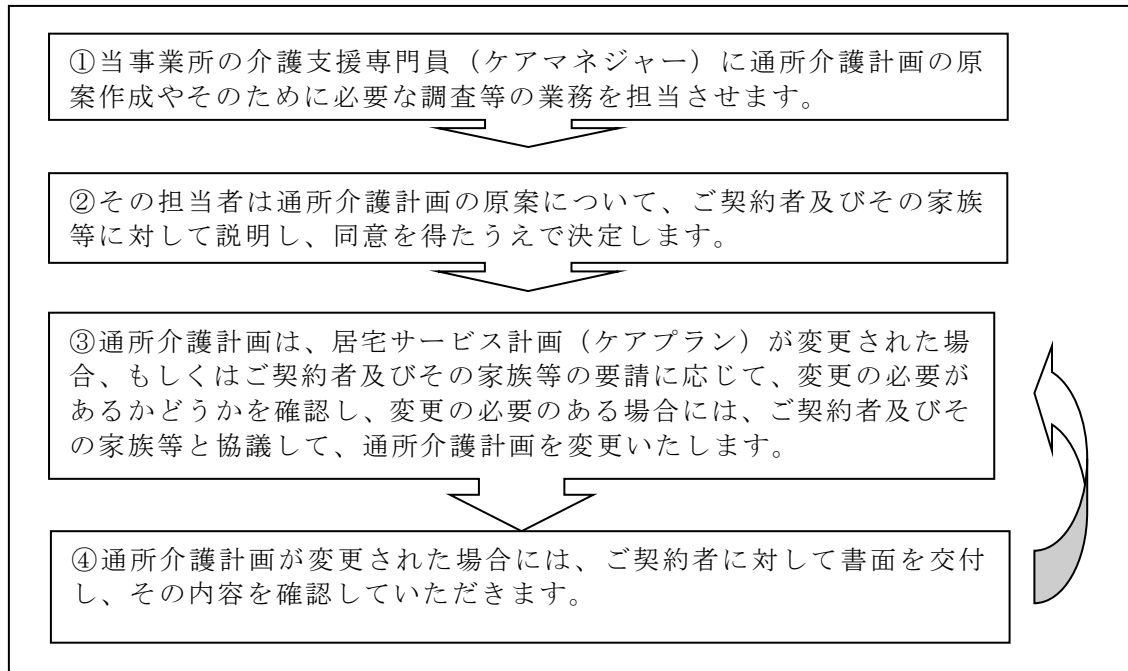 ①当事業所の介護支援専門員（ケアマネジャー）に通所介護計画の原
案作成やそのために必要な調査等の業務を担当させます。
②その担当者は通所介護計画の原案について、ご契約者及びその家族
等に対して説明し、同意を得たうえで決定します。
③通所介護計画は、居宅サービス計画（ケアプラン）が変更された場
合、もしくはご契約者及びその家族等の要請に応じて、変更の必要が
あるかどうかを確認し、変更の必要のある場合には、ご契約者及びそ
の家族等と協議して、通所介護計画を変更いたします。
④通所介護計画が変更された場合には、ご契約者に対して書面を交付
し、その内容を確認していただきます。